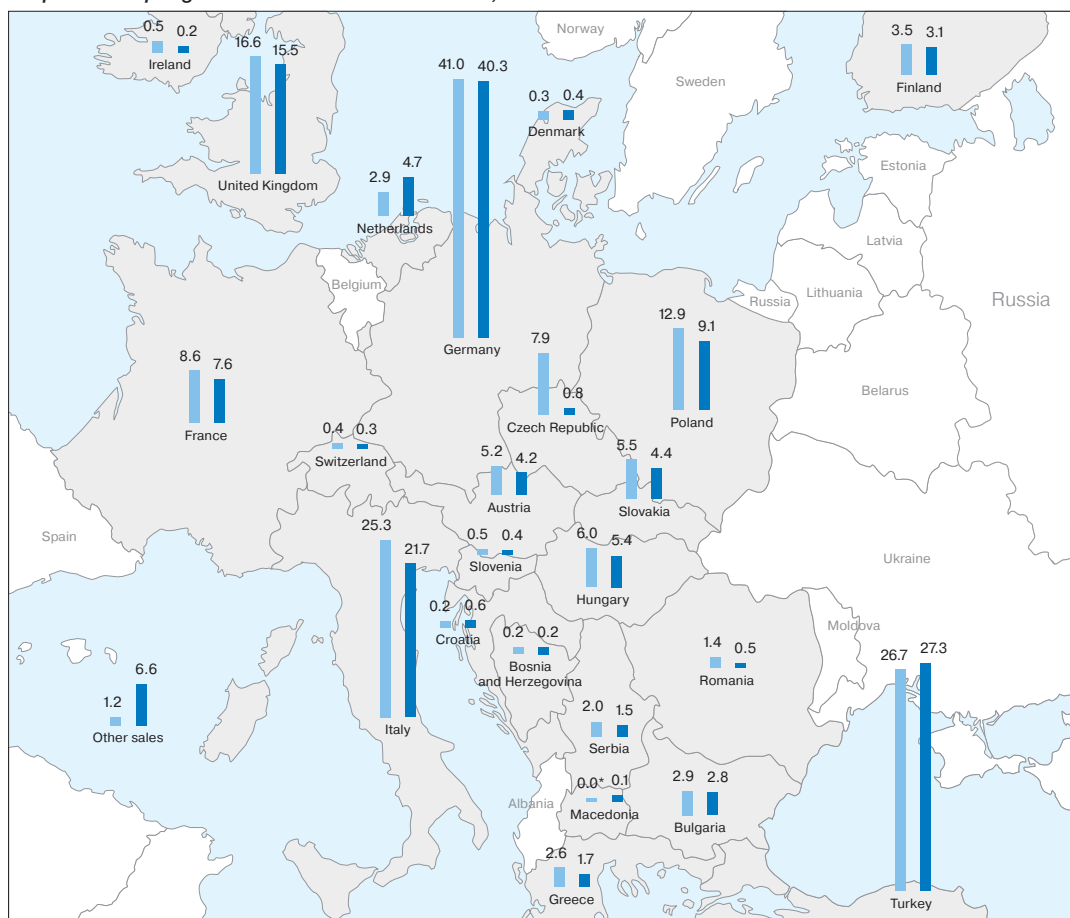 0.5
0.2
Ireland
16.6
15.5
United Kingdom
Norway
Sweden
3.5
3.1
Finland
41.0
40.3
Germany
0.3
0.4
Denmark
2.9
4.7
Netherlands
Estonia
Latvia
Lithuania
Russia
Russia
Belarus
Belgium
12.9
9.1
Poland
8.6
7.6
France
7.9
0.8
Czech Republic
0.4
0.3
Switzerland
5.2
4.2
Austria
5.5
4.4
Slovakia
Spain
25.3
21.7
Italy
0.5
0.4
Slovenia
6.0
5.4
Hungary
Ukraine
Moldova
0.2
0.6
Croatia
0.2
0.2
Bosnia
and Herzegovina
1.4
0.5
Romania
26.7
27.3
Turkey
1.2
6.6
Other sales
2.0
1.5
Serbia
0.0*
0.1
Macedonia
Albania
2.9
2.8
Bulgaria
2.6
1.7
Greece